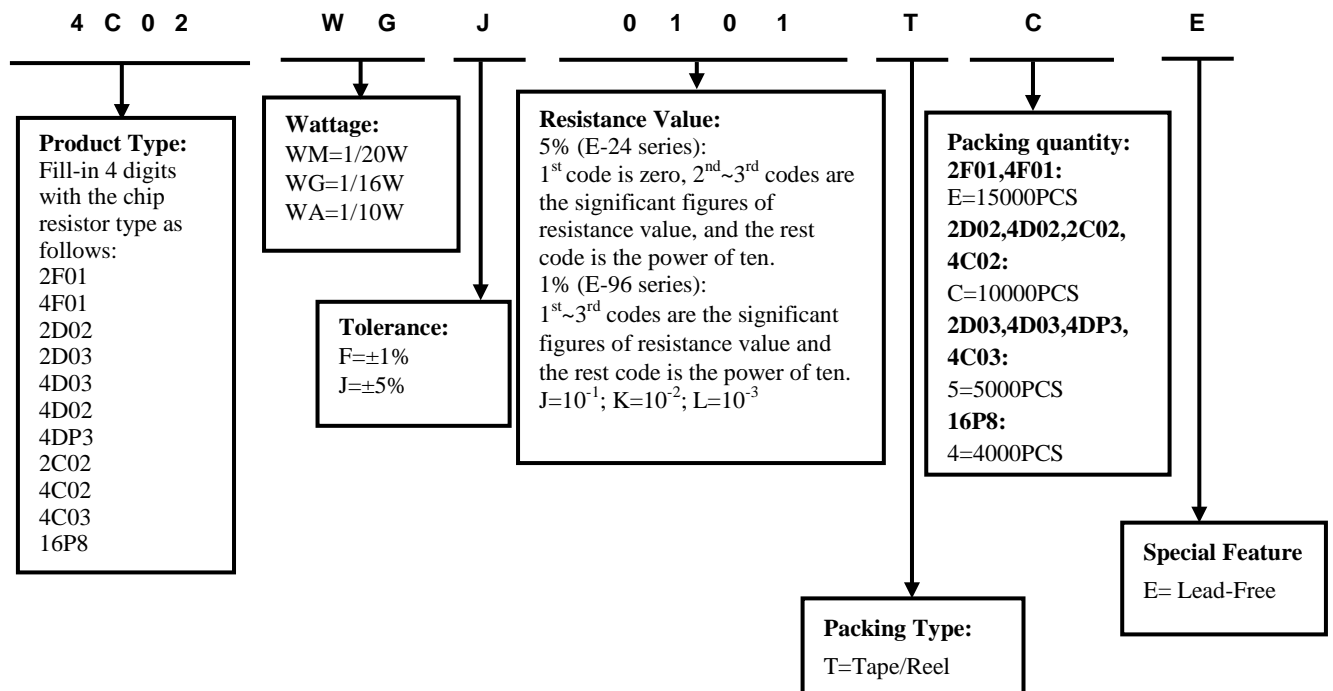 4 C 0 2 W G J 0 1 0 1 T C E
Product Type:
Fill-in 4 digits
with the chip
resistor type as
follows:
2F01
4F01
2D02
2D03
4D03
4D02
4DP3
2C02
4C02
4C03
16P8
Wattage:
WM=1/20W
WG=1/16W
WA=1/10W
Tolerance:
F=±1%
J=±5%
Resistance Value:
5% (E-24 series):
1st code is zero, 2nd~3rd codes are
the significant figures of
resistance value, and the rest
code is the power of ten.
1% (E-96 series):
1st~3rd codes are the significant
figures of resistance value and
the rest code is the power of ten.
J=10-1; K=10-2; L=10-3
Packing Type:
T=Tape/Reel
Packing quantity:
2F01,4F01:
E=15000PCS
2D02,4D02,2C02,
4C02:
C=10000PCS
2D03,4D03,4DP3,
4C03:
5=5000PCS
16P8:
4=4000PCS
Special Feature
E= Lead-Free